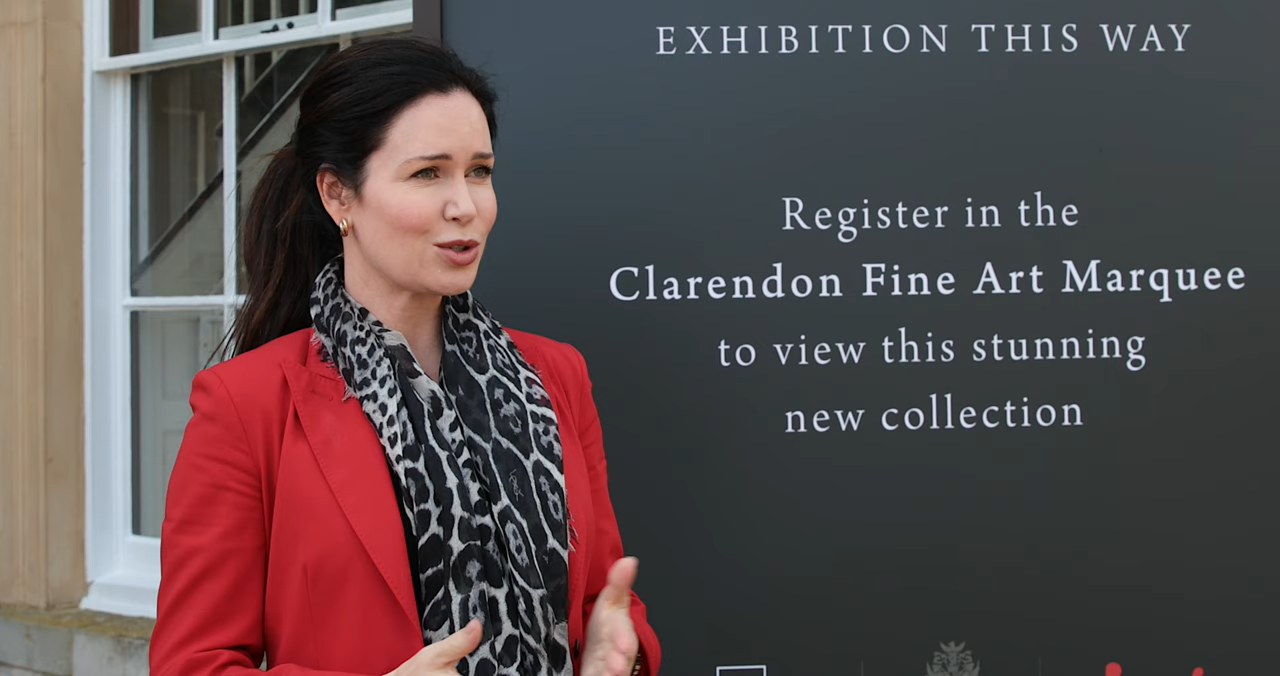 EXHIBITION THIS WAY
Register in the
Clarendon Fine Art Marquee
to view this stunning
new collection